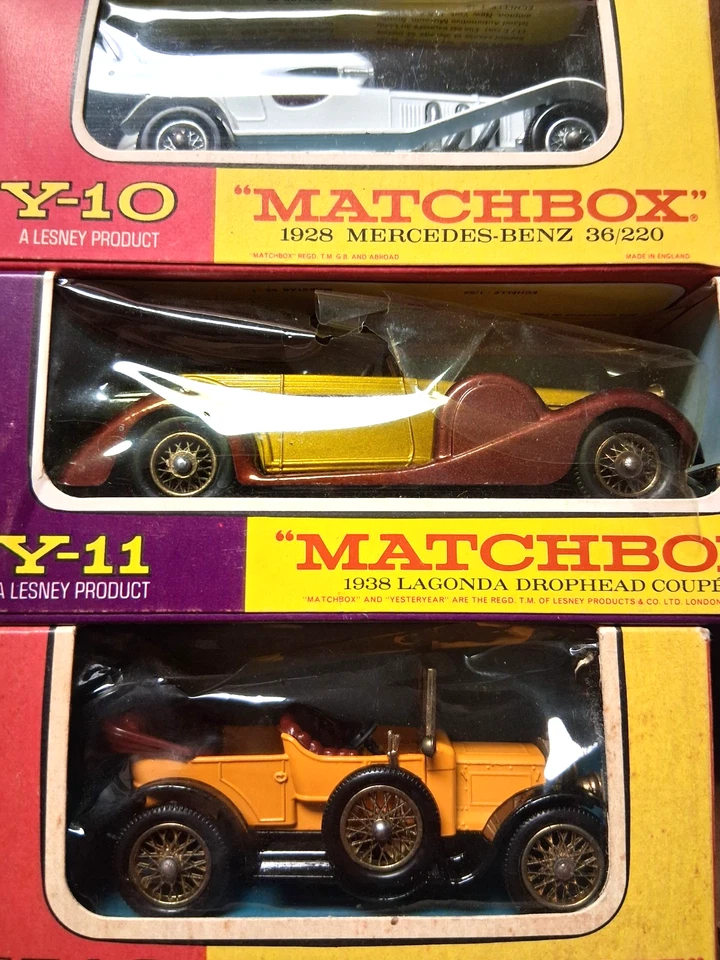 Y-10
A LESNEY PRODUCT
"MATCHBOX"®
1928 MERCEDES-BENZ 36/220
"MATCHBOX" REGD. T.M. G.B. AND ABROAD
MADE IN ENGLAND
Y-11
A LESNEY PRODUCT
"MATCHBO
1938 LAGONDA DROPHEAD COUPÉ
"MATCHBOX" AND "YESTERYEAR" ARE THE REGD. T.M. OF LESNEY PRODUCTS & CO. LTD. LONDON